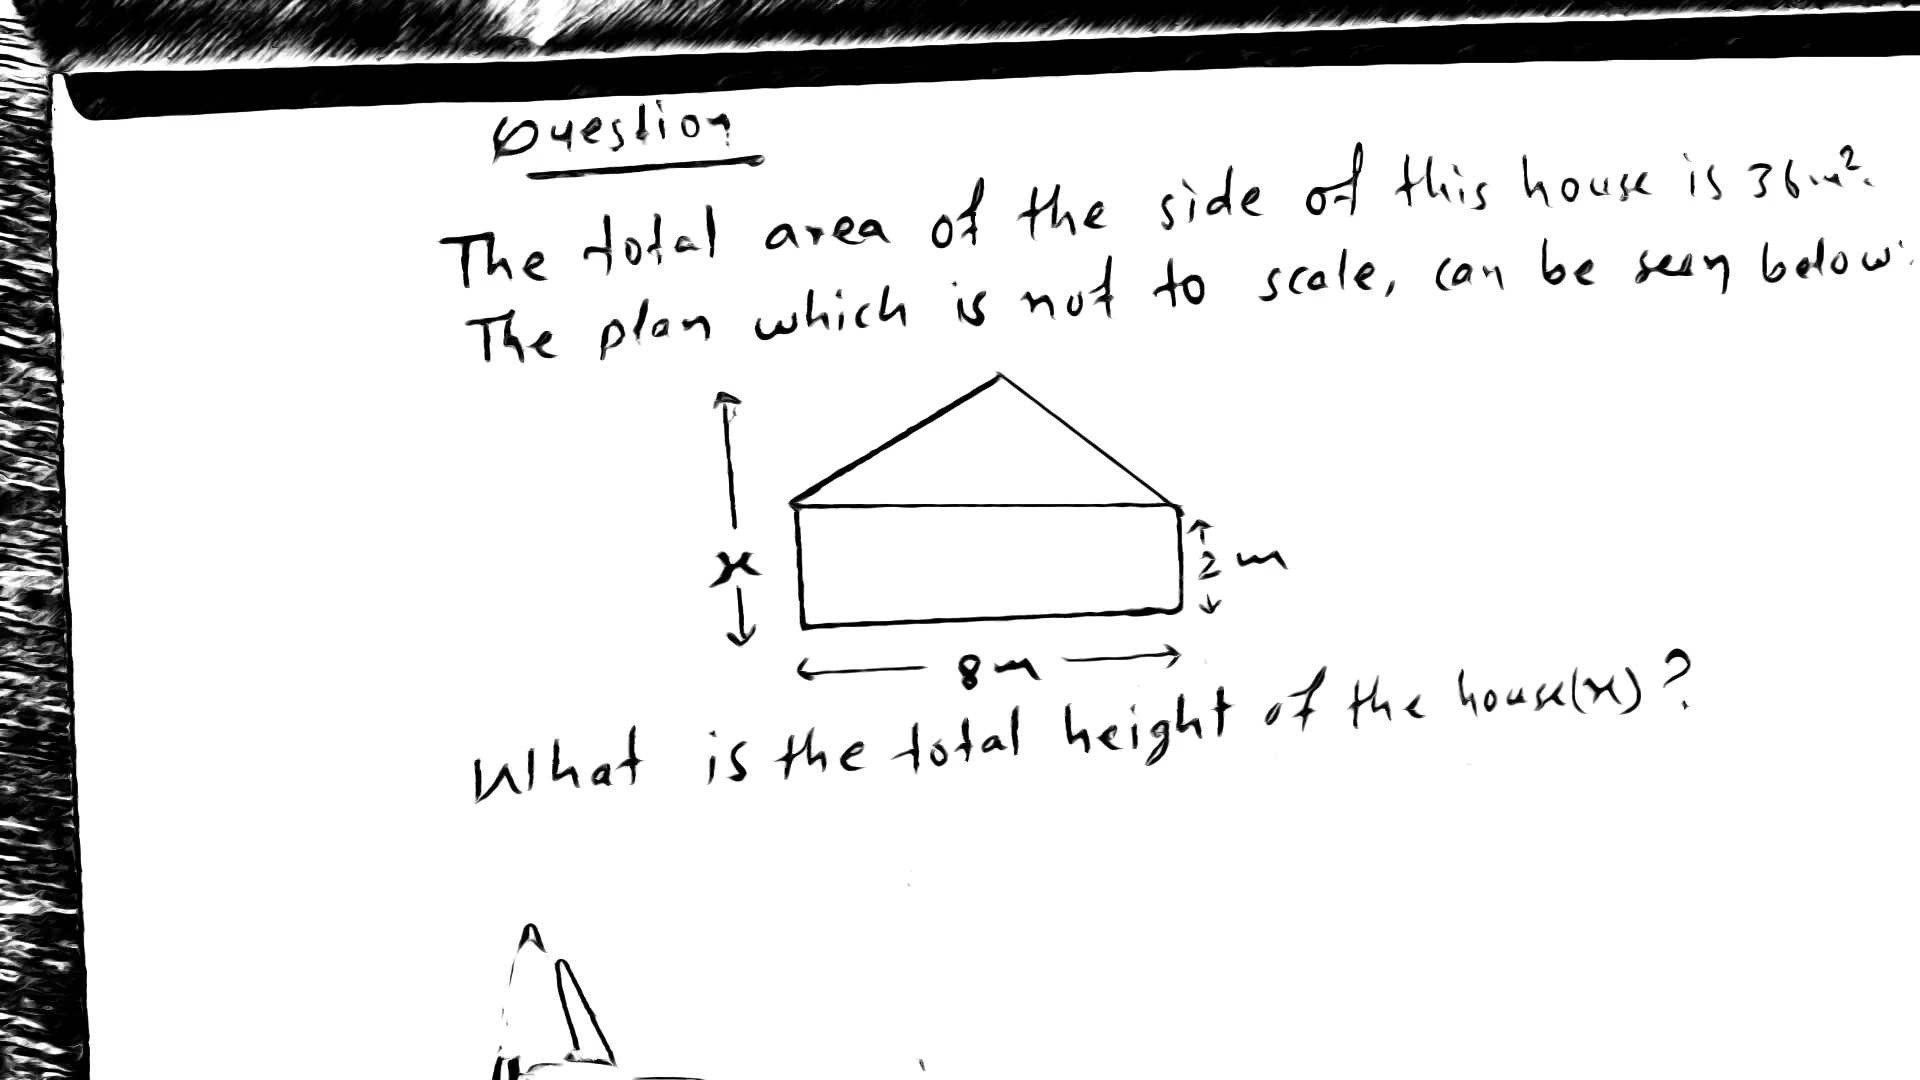 Question
The total area of the side of this house is 36m².
The plan which is not to scale, can be seen below:
x
2 m
8m
What is the total height of the house(x)?